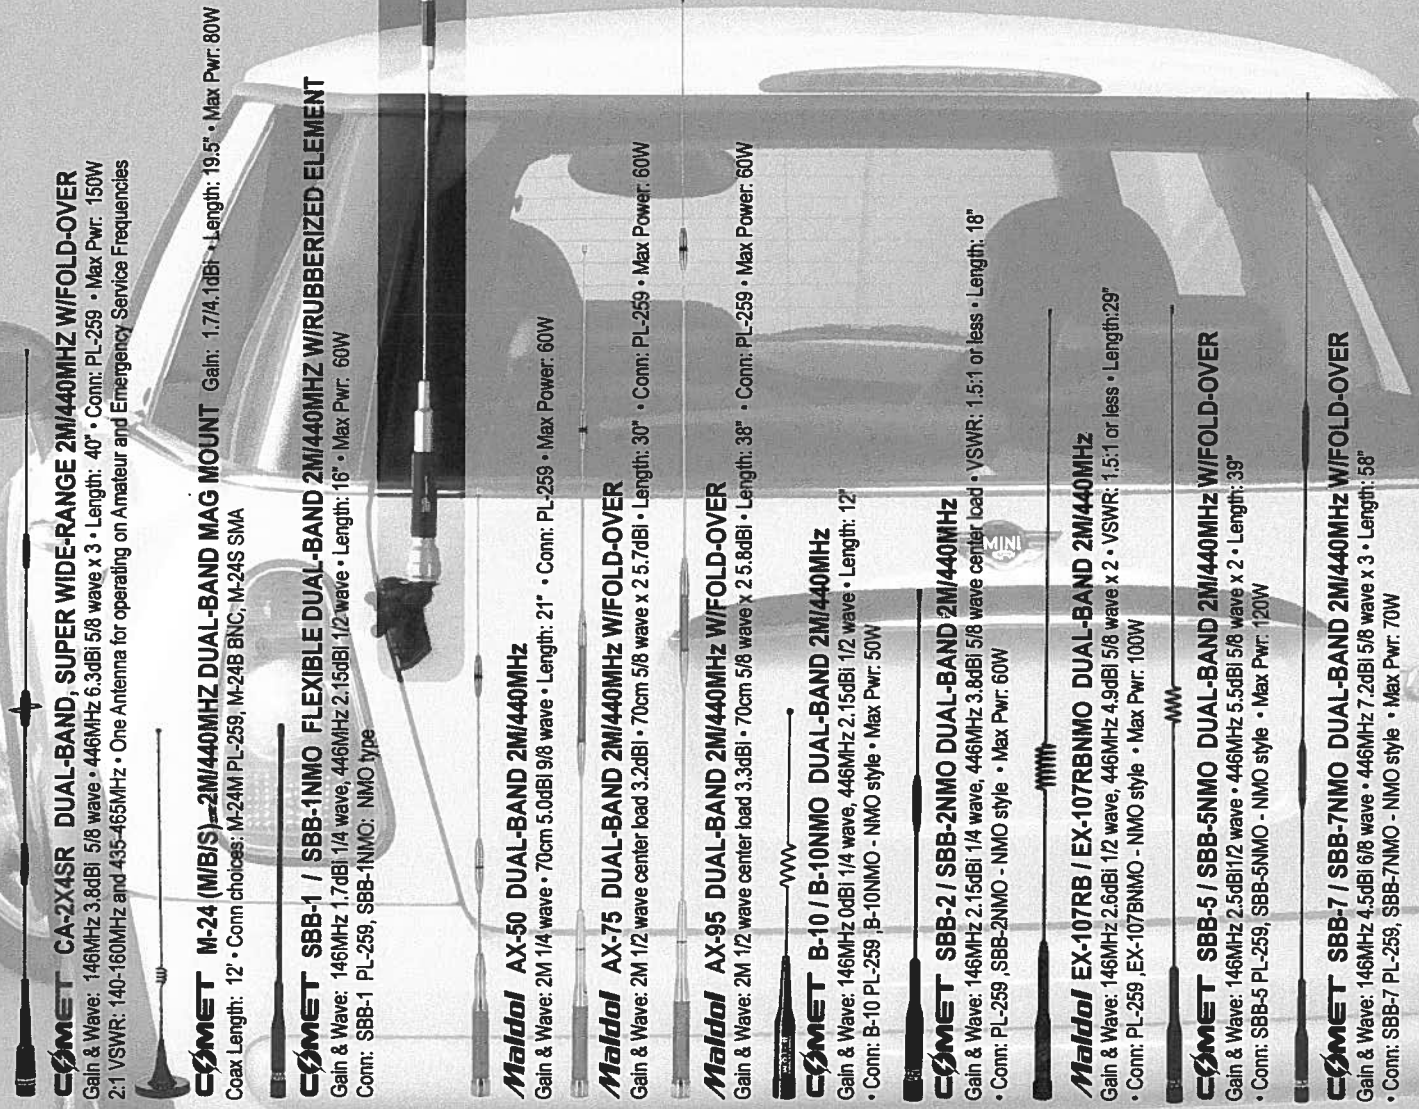 COMET CA-2X4SR DUAL-BAND, SUPER WIDE-RANGE 2M/440MHZ W/FOLD-OVER
Gain & Wave: 146MHz 3.8dBi 5/8 wave • 446MHz 6.3dBi 5/8 wave x 3 • Length: 40" • Conn: PL-259 • Max Pwr: 150W
2:1 VSWR: 140-160MHz and 435-465MHz • One Antenna for operating on Amateur and Emergency Service Frequencies
COMET M-24 (M/B/S) 2M/440MHZ DUAL-BAND MAG MOUNT Gain: 1.7/4.1dBi • Length: 19.5" • Max Pwr: 80W
Coax Length: 12' • Conn choices: M-24M PL-259, M-24B BNC, M-24S SMA
COMET SBB-1 / SBB-1NMO FLEXIBLE DUAL-BAND 2M/440MHZ W/RUBBERIZED ELEMENT
Gain & Wave: 146MHz 1.7dBi 1/4 wave, 446MHz 2.15dBi 1/2 wave • Length: 16" • Max Pwr: 60W
Conn: SBB-1 PL-259, SBB-1NMO: NMO type
Maldol AX-50 DUAL-BAND 2M/440MHz
Gain & Wave: 2M 1/4 wave • 70cm 5.0dBi 9/8 wave • Length: 21" • Conn: PL-259 • Max Power: 60W
Maldol AX-75 DUAL-BAND 2M/440MHz W/FOLD-OVER
Gain & Wave: 2M 1/2 wave center load 3.2dBi • 70cm 5/8 wave x 2 5.7dBi • Length: 30" • Conn: PL-259 • Max Power: 60W
Maldol AX-95 DUAL-BAND 2M/440MHz W/FOLD-OVER
Gain & Wave: 2M 1/2 wave center load 3.3dBi • 70cm 5/8 wave x 2 5.8dBi • Length: 38" • Conn: PL-259 • Max Power: 60W
COMET B-10 / B-10NMO DUAL-BAND 2M/440MHz
Gain & Wave: 146MHz 0dBi 1/4 wave, 446MHz 2.15dBi 1/2 wave • Length: 12"
• Conn: B-10 PL-259 ,B-10NMO - NMO style • Max Pwr: 50W
COMET SBB-2 / SBB-2NMO DUAL-BAND 2M/440MHz
Gain & Wave: 146MHz 2.15dBi 1/4 wave, 446MHz 3.8dBi 5/8 wave center load • VSWR: 1.5:1 or less • Length: 18"
• Conn: PL-259 ,SBB-2NMO - NMO style • Max Pwr: 60W
Maldol EX-107RB / EX-107RBNMO DUAL-BAND 2M/440MHz
Gain & Wave: 146MHz 2.6dBi 1/2 wave, 446MHz 4.9dBi 5/8 wave x 2 • VSWR: 1.5:1 or less • Length:29"
• Conn: PL-259 ,EX-107BNMO - NMO style • Max Pwr: 100W
COMET SBB-5 / SBB-5NMO DUAL-BAND 2M/440MHz W/FOLD-OVER
Gain & Wave: 146MHz 2.5dBi1/2 wave • 446MHz 5.5dBi 5/8 wave x 2 • Length: 39"
• Conn: SBB-5 PL-259, SBB-5NMO - NMO style • Max Pwr: 120W
COMET SBB-7 / SBB-7NMO DUAL-BAND 2M/440MHz W/FOLD-OVER
Gain & Wave: 146MHz 4.5dBi 6/8 wave • 446MHz 7.2dBi 5/8 wave x 3 • Length: 58"
• Conn: SBB-7 PL-259, SBB-7NMO - NMO style • Max Pwr: 70W
MINI